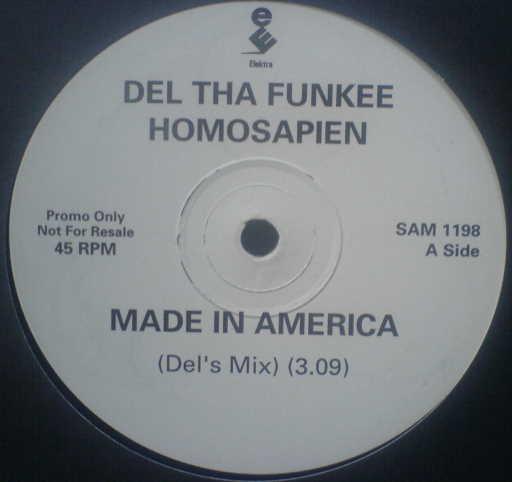 Elektra
DEL THA FUNKEE
HOMOSAPIEN
Promo Only
Not For Resale
45 RPM
SAM 1198
A Side
MADE IN AMERICA
(Del's Mix) (3.09)